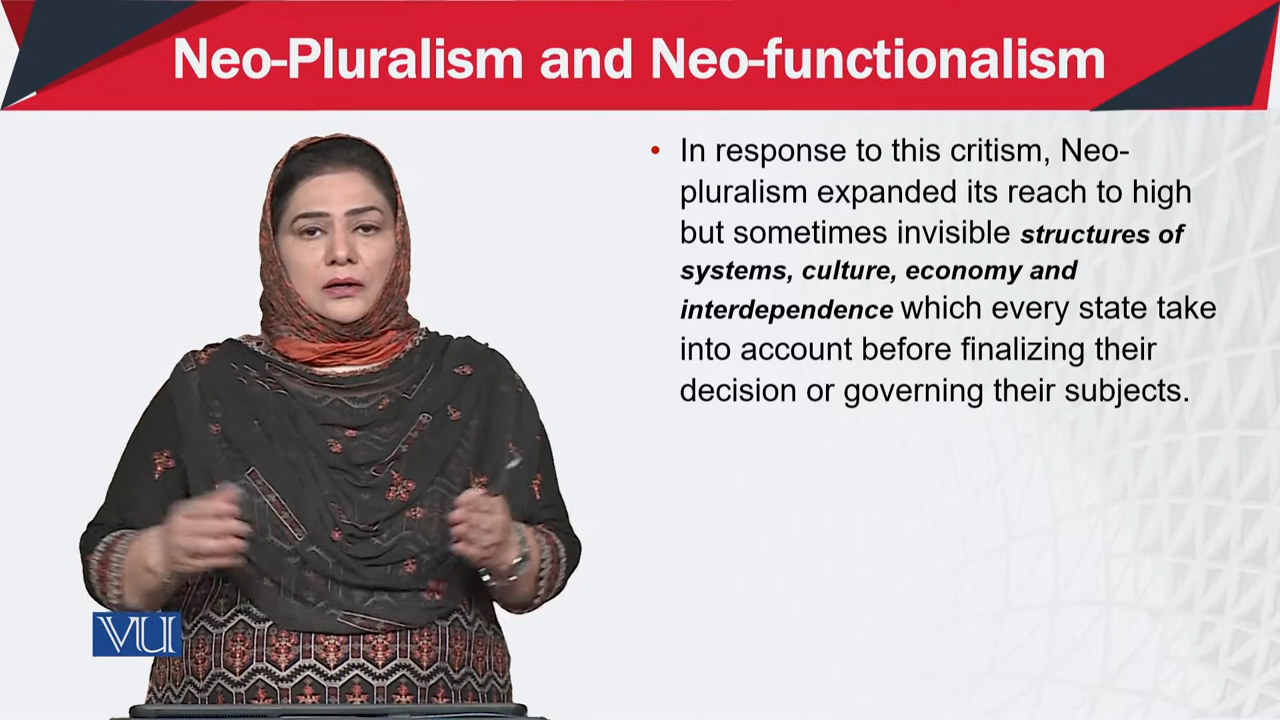 Neo-Pluralism and Neo-functionalism
• In response to this critism, Neo-
pluralism expanded its reach to high
but sometimes invisible structures of
systems, culture, economy and
interdependence which every state take
into account before finalizing their
decision or governing their subjects.
VU